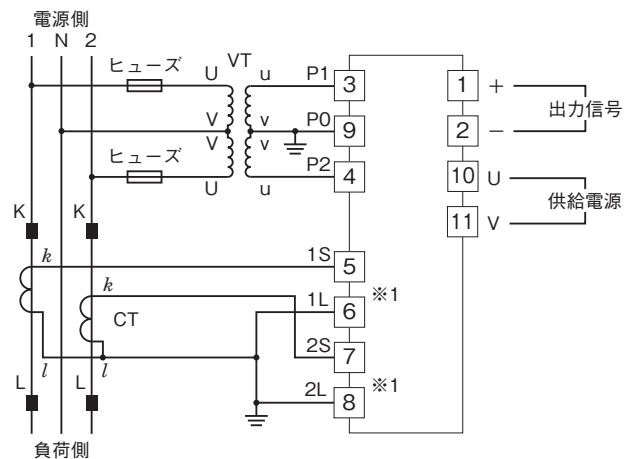 電源側
1 N 2
ヒューズ
VT
U u P1 3 1 +
出力信号
V v P0 9 2 −
V v
ヒューズ
U u P2 4 10 U
供給電源
11 V
K K
k 1S 5
k 1L 6 ※1
CT
2S 7
l l
L L 2L 8 ※1
負荷側